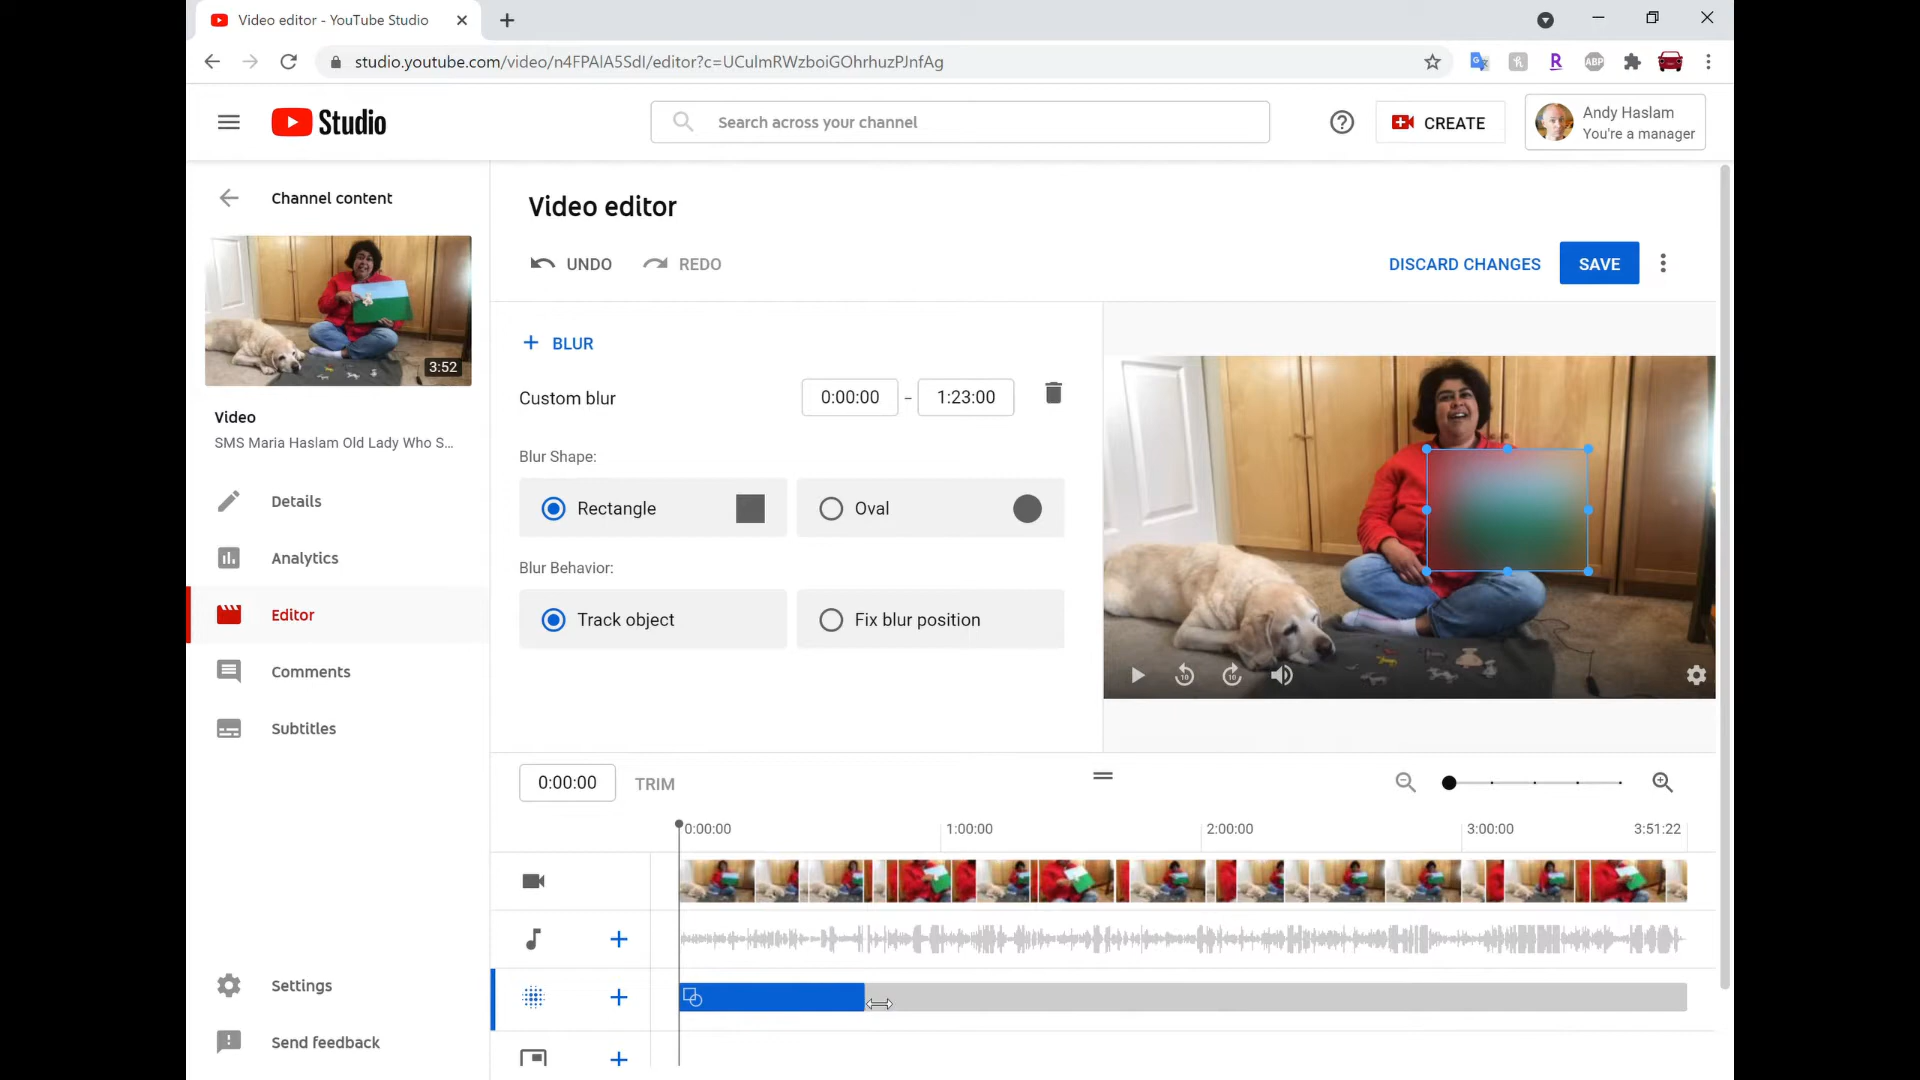 Video editor - YouTube Studio
studio.youtube.com/video/n4FPAIA5SdI/editor?c=UCulmRWzboiGOhrhuzPJnfAg
ABP
Studio
Search across your channel
CREATE
Andy Haslam
You're a manager
Channel content
3:52
Video
SMS Maria Haslam Old Lady Who S...
Details
Analytics
Editor
Comments
Subtitles
Settings
Send feedback
Video editor
UNDO
REDO
DISCARD CHANGES
SAVE
BLUR
Custom blur
0:00:00 - 1:23:00
Blur Shape:
Rectangle
Oval
Blur Behavior:
Track object
Fix blur position
10
10
0:00:00
TRIM
0:00:00
1:00:00
2:00:00
3:00:00
3:51:22